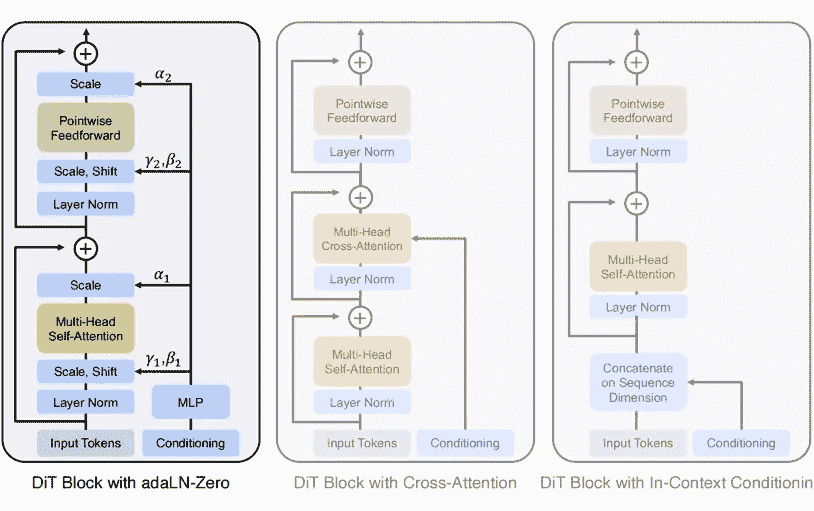 α₂
Scale
Pointwise
Feedforward
γ₂,β₂
Scale, Shift
Layer Norm
α₁
Scale
Multi-Head
Self-Attention
γ₁,β₁
Scale, Shift
Layer Norm
MLP
Input Tokens
Conditioning
DiT Block with adaLN-Zero
Pointwise
Feedforward
Layer Norm
Multi-Head
Cross-Attention
Layer Norm
Multi-Head
Self-Attention
Layer Norm
Input Tokens
Conditioning
DiT Block with Cross-Attention
Pointwise
Feedforward
Layer Norm
Multi-Head
Self-Attention
Layer Norm
Concatenate
on Sequence
Dimension
Input Tokens
Conditioning
DiT Block with In-Context Conditionin